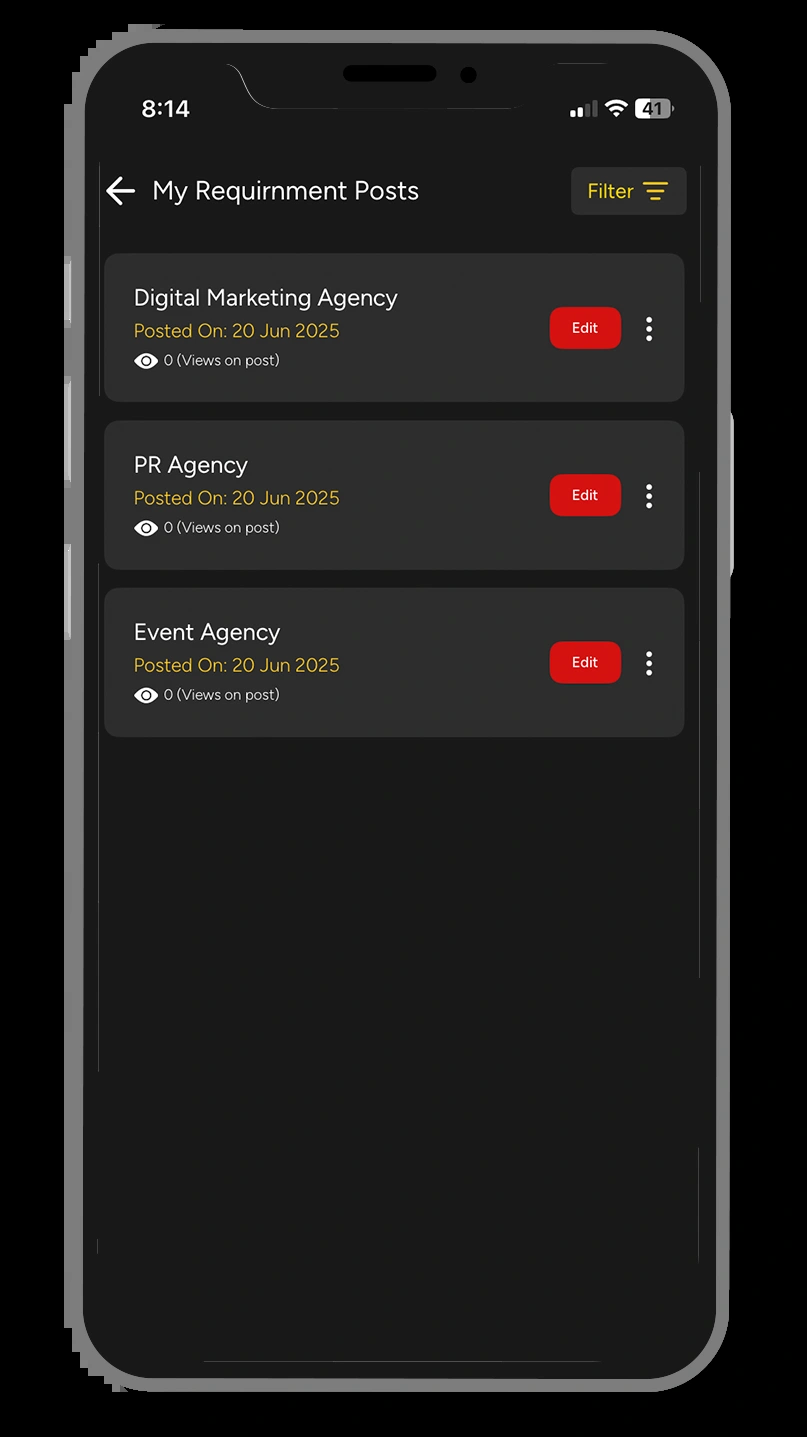 8:14
41
My Requirnment Posts
Filter
Digital Marketing Agency
Posted On: 20 Jun 2025
0 (Views on post)
Edit
PR Agency
Posted On: 20 Jun 2025
0 (Views on post)
Edit
Event Agency
Posted On: 20 Jun 2025
0 (Views on post)
Edit